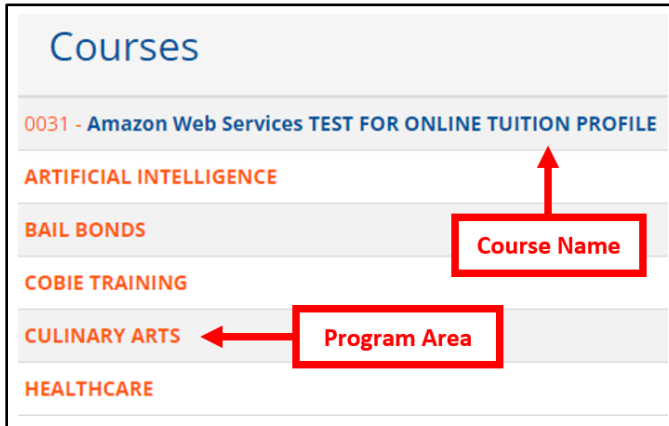 Courses
0031 - Amazon Web Services TEST FOR ONLINE TUITION PROFILE
ARTIFICIAL INTELLIGENCE
BAIL BONDS
Course Name
COBIE TRAINING
CULINARY ARTS
Program Area
HEALTHCARE